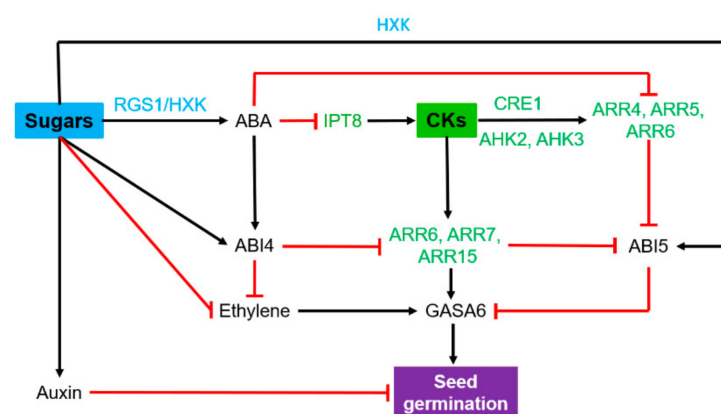 HXK
RGS1/HXK
CRE1
Sugars
ABA
IPT8
CKs
ARR4, ARR5,
ARR6
AHK2, AHK3
ABI4
ARR6, ARR7,
ARR15
ABI5
Ethylene
GASA6
Auxin
Seed
germination